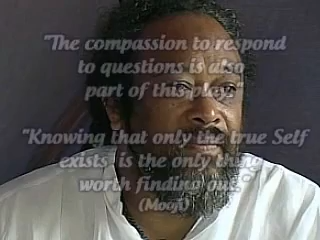 "The compassion to respond
to questions is also
part of this play."
"Knowing that only the true Self
exists, is the only thing
worth finding out."
(Mooji)